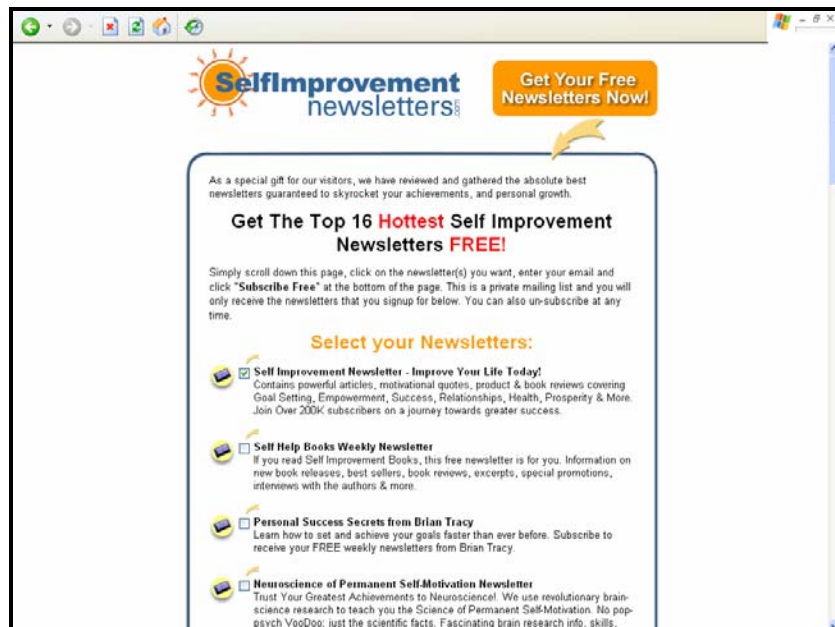 SelfImprovement
newsletters.com
Get Your Free
Newsletters Now!
As a special gift for our visitors, we have reviewed and gathered the absolute best
newsletters guaranteed to skyrocket your achievements, and personal growth.
Get The Top 16 Hottest Self Improvement
Newsletters FREE!
Simply scroll down this page, click on the newsletter(s) you want, enter your email and
click "Subscribe Free" at the bottom of the page. This is a private mailing list and you will
only receive the newsletters that you signup for below. You can also un-subscribe at any
time.
Select your Newsletters:
Self Improvement Newsletter - Improve Your Life Today!
Contains powerful articles, motivational quotes, product & book reviews covering
Goal Setting, Empowerment, Success, Relationships, Health, Prosperity & More.
Join Over 200K subscribers on a journey towards greater success.
Self Help Books Weekly Newsletter
If you read Self Improvement Books, this free newsletter is for you. Information on
new book releases, best sellers, book reviews, excerpts, special promotions,
interviews with the authors & more.
Personal Success Secrets from Brian Tracy
Learn how to set and achieve your goals faster than ever before. Subscribe to
receive your FREE weekly newsletters from Brian Tracy.
Neuroscience of Permanent Self-Motivation Newsletter
Trust Your Greatest Achievements to Neuroscience!. We use revolutionary brain-
science research to teach you the Science of Permanent Self-Motivation. No pop-
psych VooDoo; just the scientific facts. Fascinating brain research info, skills,